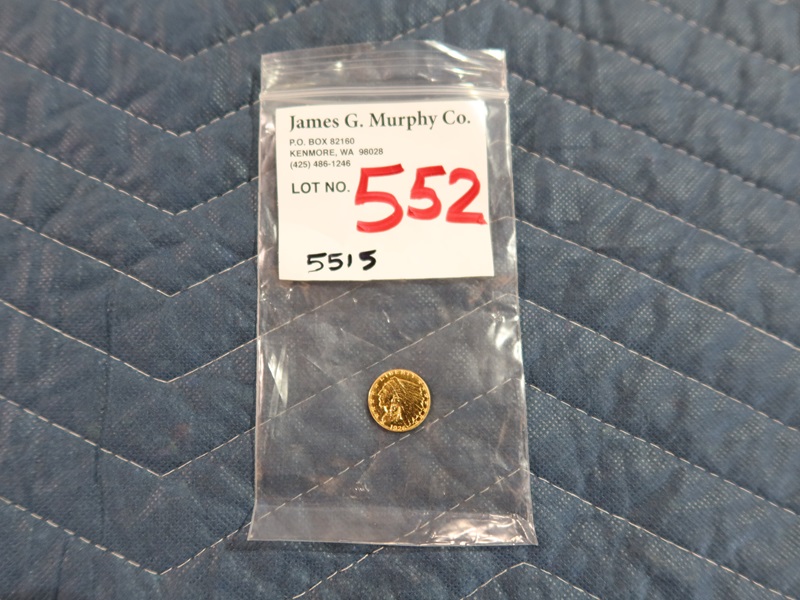 James G. Murphy Co.
P.O. BOX 82160
KENMORE, WA 98028
(425) 486-1246
LOT NO. 552
5515